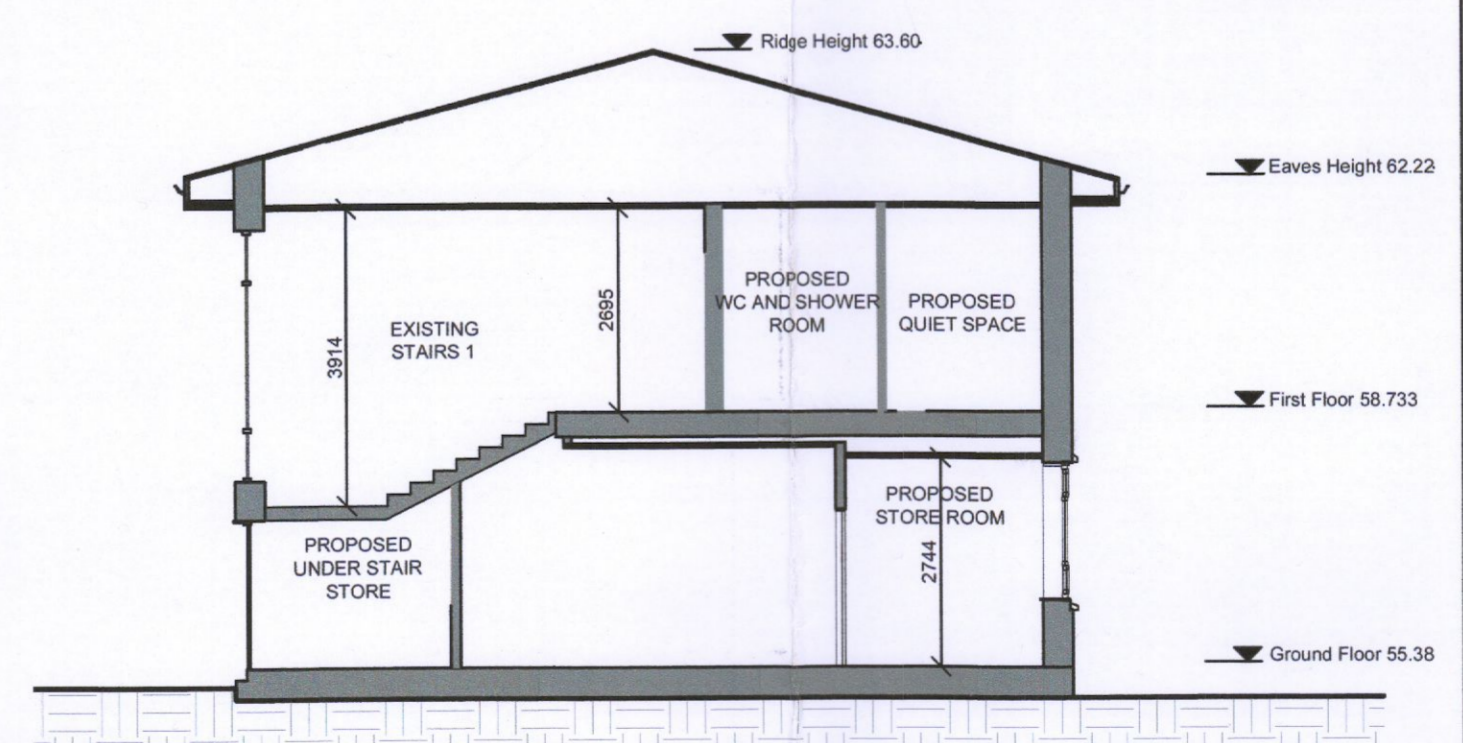 Ridge Height 63.60
Eaves Height 62.22
EXISTING
STAIRS 1
3914
2695
PROPOSED
WC AND SHOWER
ROOM
PROPOSED
QUIET SPACE
First Floor 58.733
PROPOSED
UNDER STAIR
STORE
PROPOSED
STORE ROOM
2744
Ground Floor 55.38